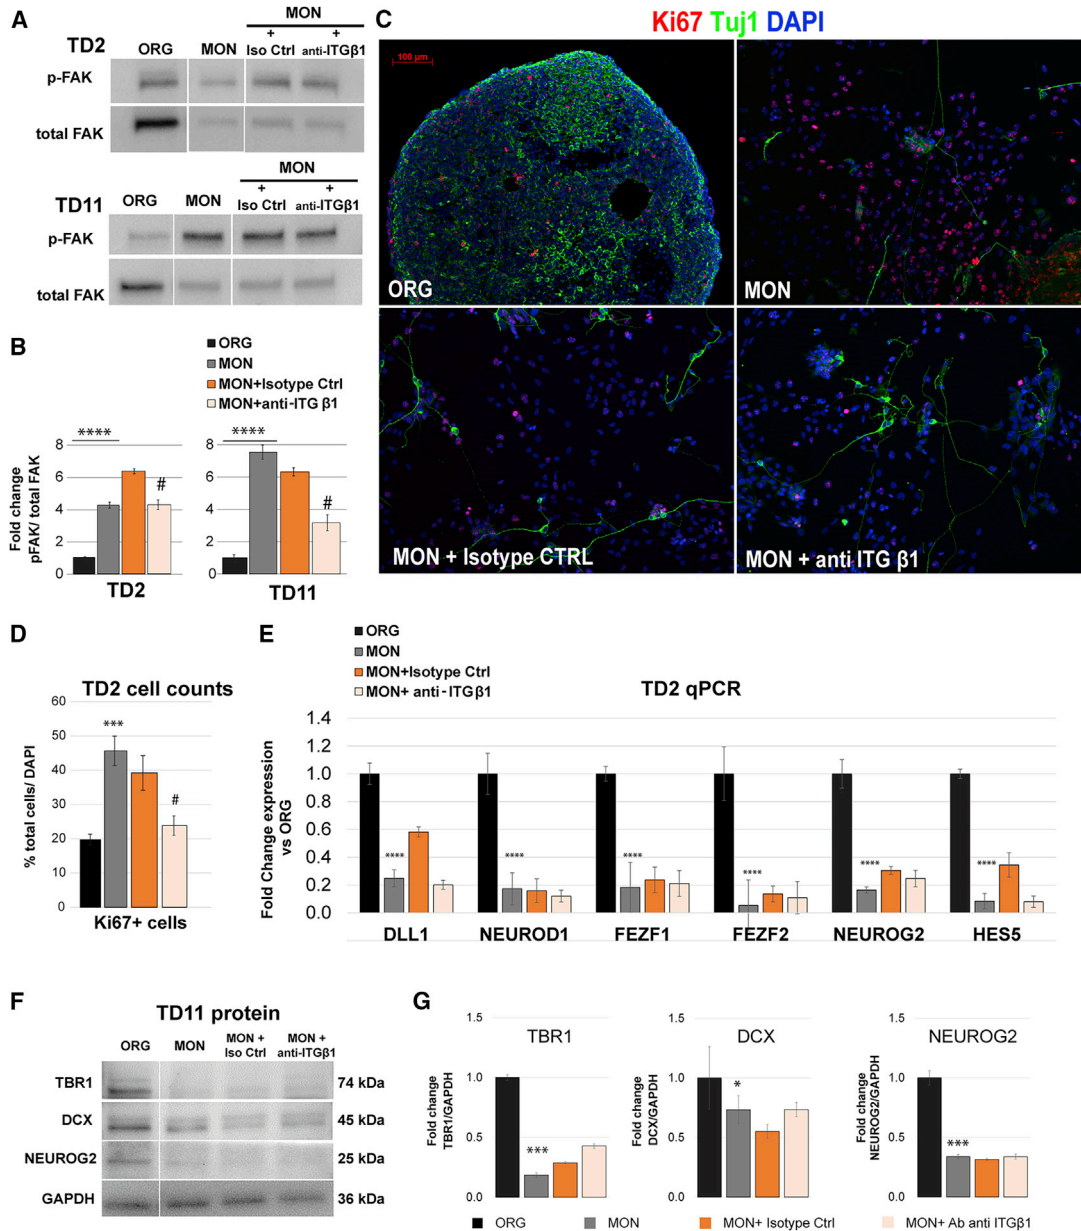 A
MON
TD2
ORG
MON
+
Iso Ctrl
+
anti-ITGβ1
p-FAK
total FAK
MON
TD11
ORG
MON
+
Iso Ctrl
+
anti-ITGβ1
p-FAK
total FAK
B
ORG
MON
MON+Isotype Ctrl
MON+anti-ITG β1
Fold change
pFAK/ total FAK
8
6
4
2
0
****
#
TD2
8
6
4
2
0
****
#
TD11
C
Ki67 Tuj1 DAPI
100 µm
ORG
MON
MON + Isotype CTRL
MON + anti ITG β1
D
TD2 cell counts
% total cells/ DAPI
60
50
40
30
20
10
0
***
#
Ki67+ cells
E
ORG
MON
MON+Isotype Ctrl
MON+ anti-ITGβ1
TD2 qPCR
Fold Change expression
vs ORG
1.4
1.2
1.0
0.8
0.6
0.4
0.2
0.0
**** **** **** **** **** ****
DLL1 NEUROD1 FEZF1 FEZF2 NEUROG2 HES5
F
TD11 protein
ORG
MON
MON +
Iso Ctrl
MON +
anti-ITGβ1
TBR1 74 kDa
DCX 45 kDa
NEUROG2 25 kDa
GAPDH 36 kDa
G
TBR1
Fold change
TBR1/GAPDH
1.5
1.0
0.5
0.0
***
DCX
Fold change
DCX/GAPDH
1.5
1.0
0.5
0.0
*
NEUROG2
Fold change
NEUROG2/GAPDH
1.5
1.0
0.5
0.0
***
ORG MON MON+ Isotype Ctrl MON+ Ab anti ITGβ1